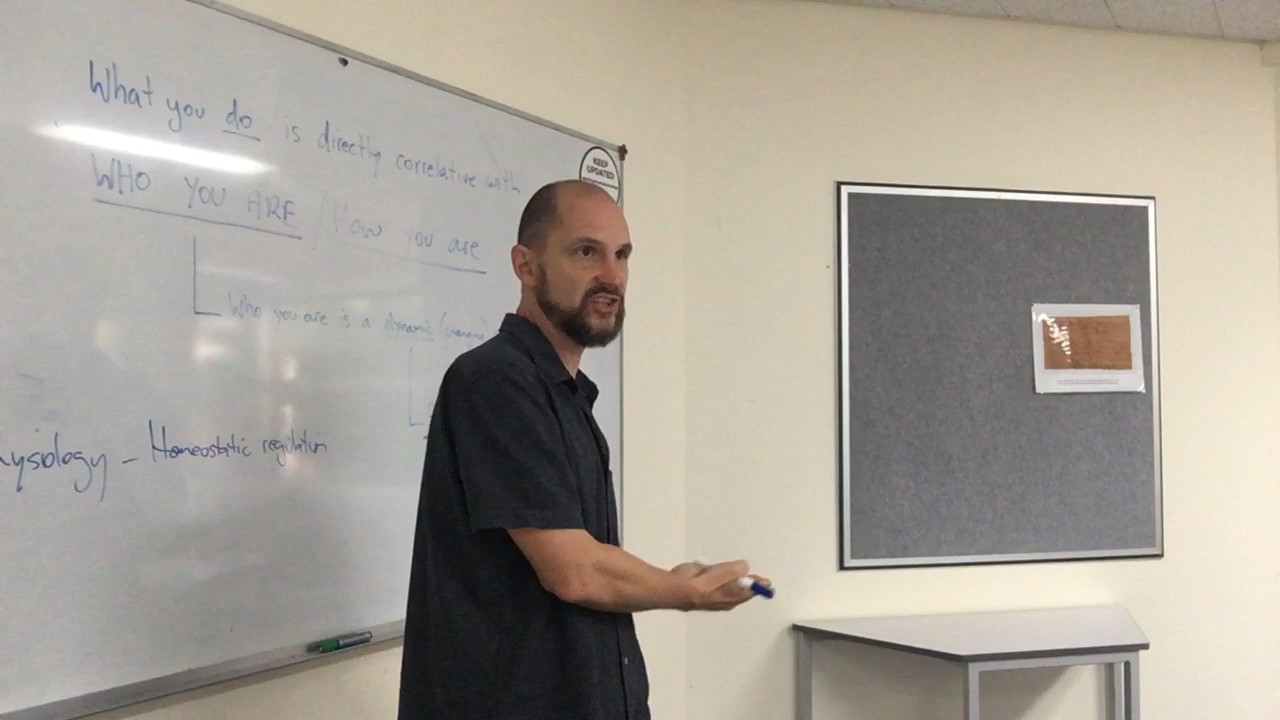 What you do is directly correlative with
WHO YOU ARE / How you are
Who you are is a dynamic (changing)
ysiology - Homeostatic regulation
KEEP
UPDATED